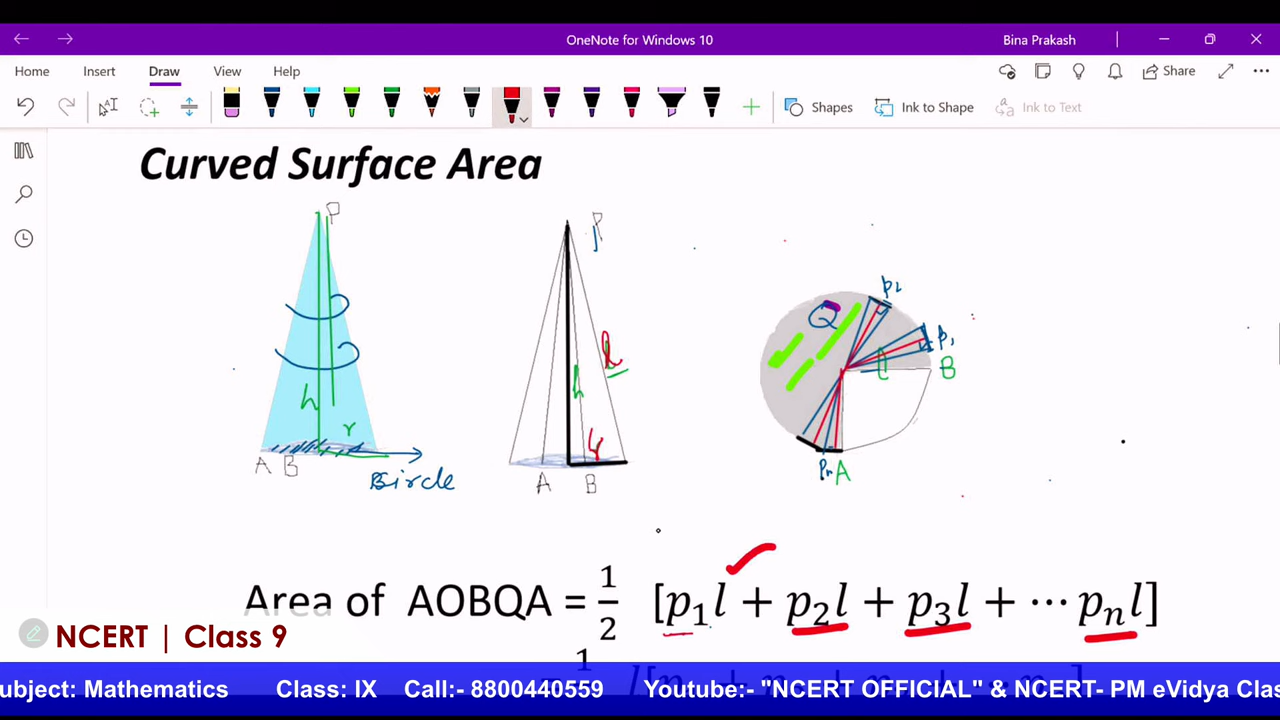 OneNote for Windows 10
Bina Prakash
Home Insert Draw View Help
Share
Shapes Ink to Shape Ink to Text
Curved Surface Area
P
h
r
A B
Circle
P
l
h
r
A B
Q
p2
p1
l
B
pn A
Area of AOBQA = 1/2 [p₁l + p₂l + p₃l + ⋯ pₙl]
NCERT | Class 9
ubject: Mathematics Class: IX Call:- 8800440559 Youtube:- "NCERT OFFICIAL" & NCERT- PM eVidya Clas